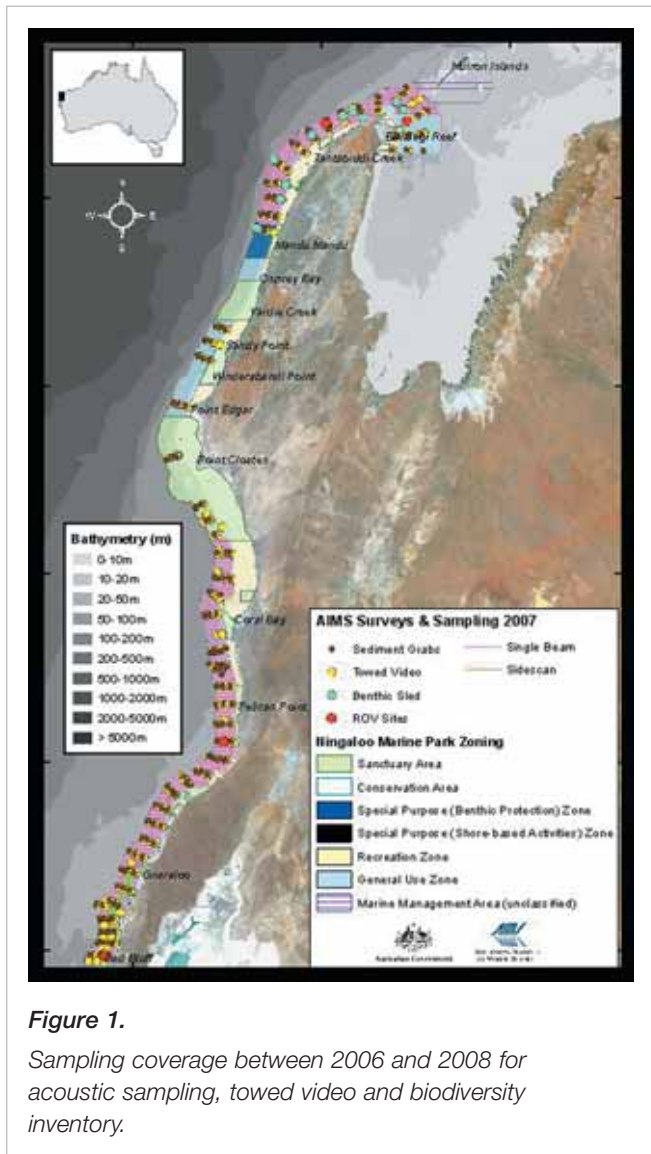 Muiron Islands
Bundegi Reef
Tantabiddi Creek
Mandu Mandu
Osprey Bay
Yardie Creek
Sandy Point
Winderabandi Point
Point Edgar
Point Cloates
Coral Bay
Pelican Point
Gnaraloo
Red Bluff
N
W
E
S
Bathymetry (m)
0-10m
10-20m
20-50m
50-100m
100-200m
200-500m
500-1000m
1000-2000m
2000-5000m
> 5000m
AIMS Surveys & Sampling 2007
Sediment Grabs
Single Beam
Towed Video
Sidescan
Benthic Sled
ROV Sites
Ningaloo Marine Park Zoning
Sanctuary Area
Conservation Area
Special Purpose (Benthic Protection) Zone
Special Purpose (Shore-based Activities) Zone
Recreation Zone
General Use Zone
Marine Management Area (unclassified)
Australian Government
Figure 1.
Sampling coverage between 2006 and 2008 for
acoustic sampling, towed video and biodiversity
inventory.